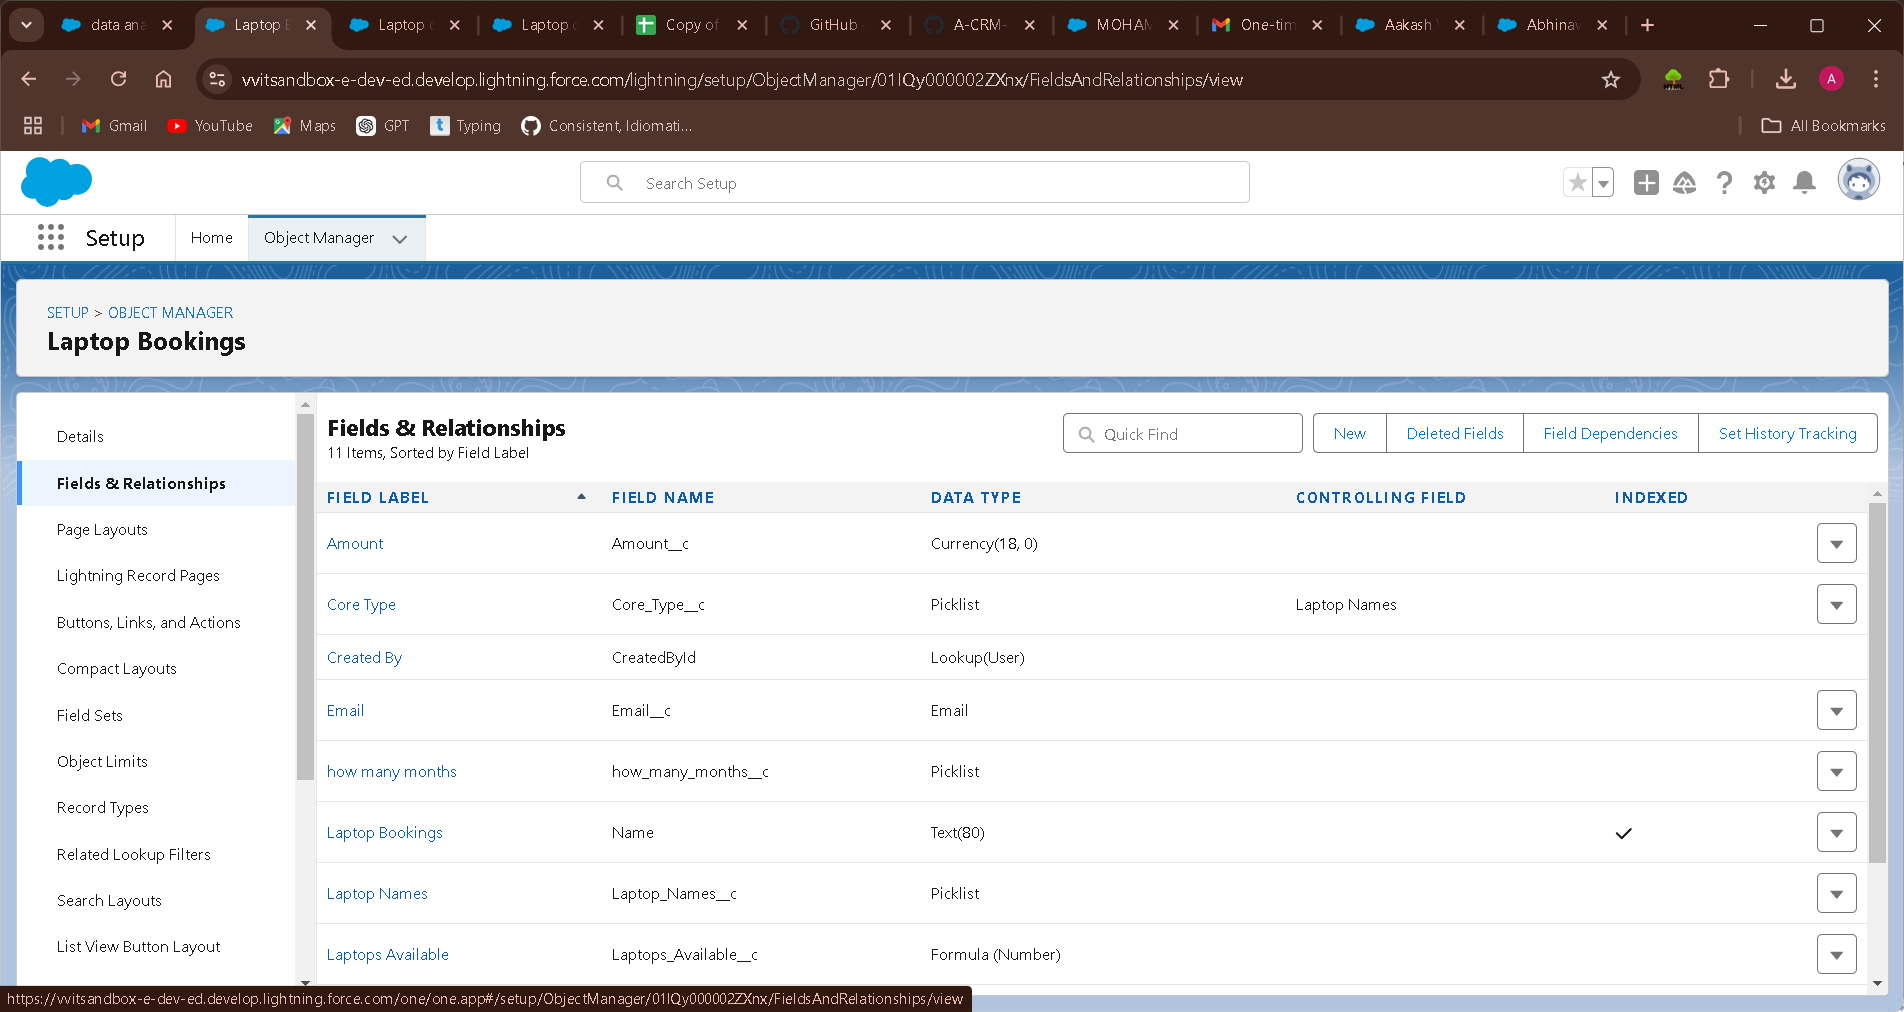 data ana
Laptop B
Laptop c
Laptop c
Copy of
GitHub
A-CRM-
MOHAM
One-tim
Aakash
Abhinav
vvitsandbox-e-dev-ed.develop.lightning.force.com/lightning/setup/ObjectManager/01IQy000002ZXnx/FieldsAndRelationships/view
A
Gmail
YouTube
Maps
GPT
Typing
Consistent, Idiomati...
All Bookmarks
Search Setup
Setup
Home
Object Manager
SETUP > OBJECT MANAGER
Laptop Bookings
Details
Fields & Relationships
Page Layouts
Lightning Record Pages
Buttons, Links, and Actions
Compact Layouts
Field Sets
Object Limits
Record Types
Related Lookup Filters
Search Layouts
List View Button Layout
Fields & Relationships
11 Items, Sorted by Field Label
Quick Find
New
Deleted Fields
Field Dependencies
Set History Tracking
FIELD LABEL FIELD NAME DATA TYPE CONTROLLING FIELD INDEXED
Amount Amount__c Currency(18, 0)
Core Type Core_Type__c Picklist Laptop Names
Created By CreatedById Lookup(User)
Email Email__c Email
how many months how_many_months__c Picklist
Laptop Bookings Name Text(80)
Laptop Names Laptop_Names__c Picklist
Laptops Available Laptops_Available__c Formula (Number)
https://vvitsandbox-e-dev-ed.develop.lightning.force.com/one/one.app#/setup/ObjectManager/01IQy000002ZXnx/FieldsAndRelationships/view